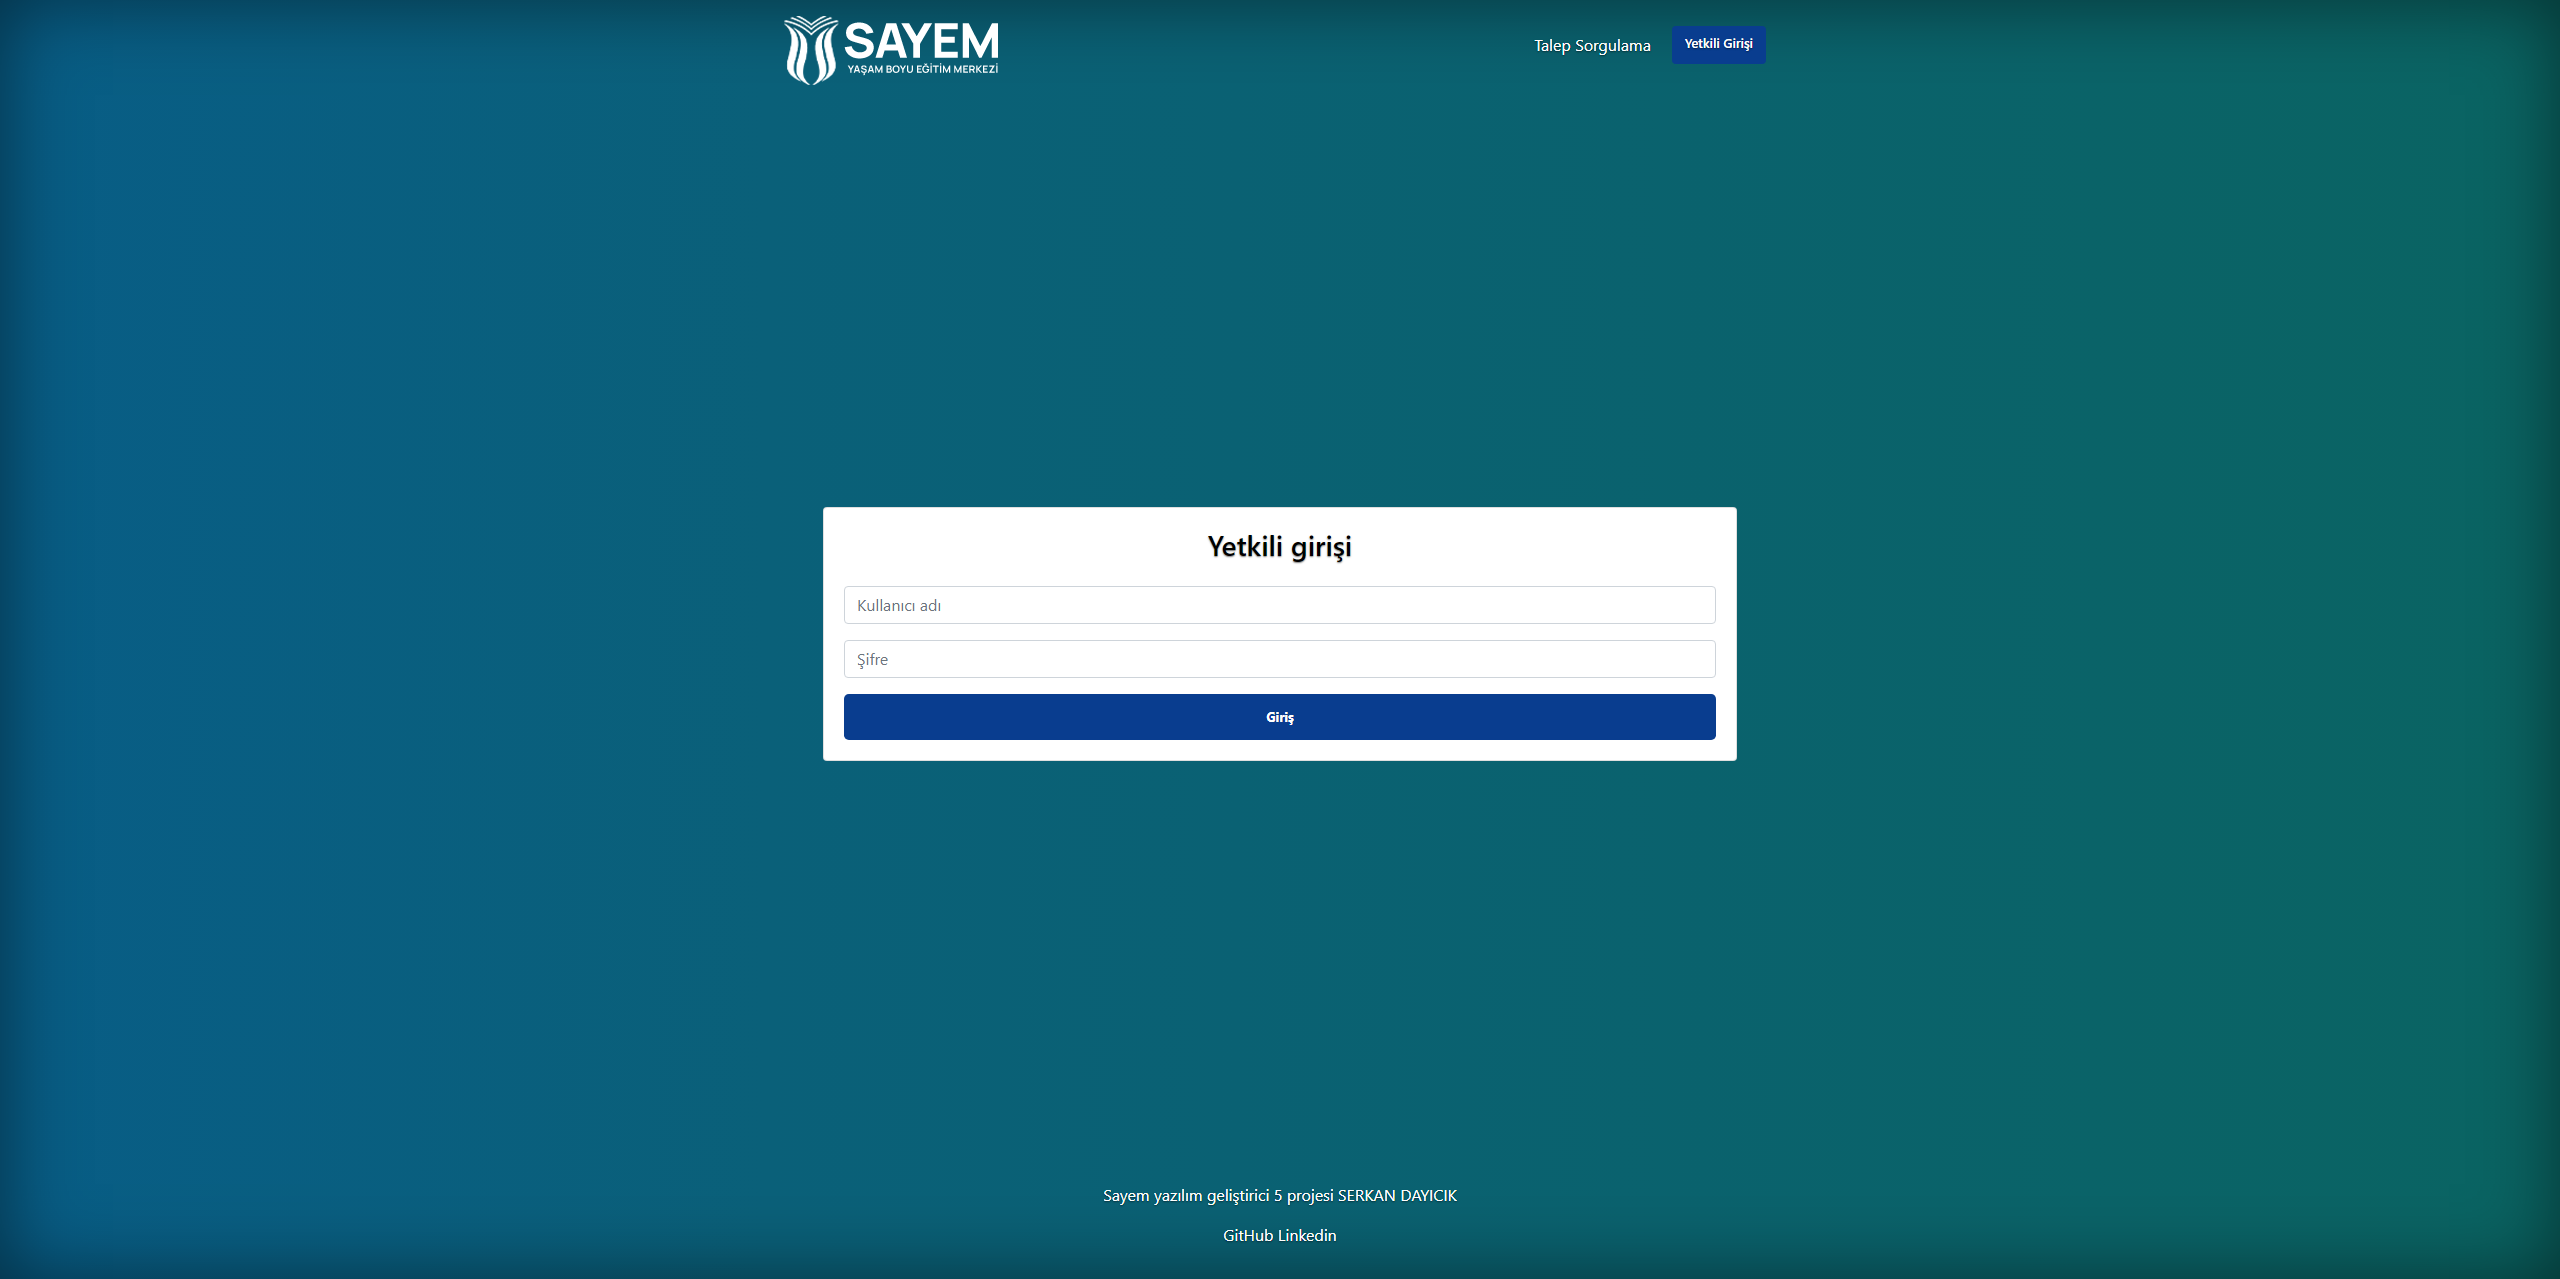 SAYEM
YAŞAM BOYU EĞİTİM MERKEZİ
Talep Sorgulama
Yetkili Girişi
Yetkili girişi
Kullanıcı adı
Şifre
Giriş
Sayem yazılım geliştirici 5 projesi SERKAN DAYICIK
GitHub Linkedin